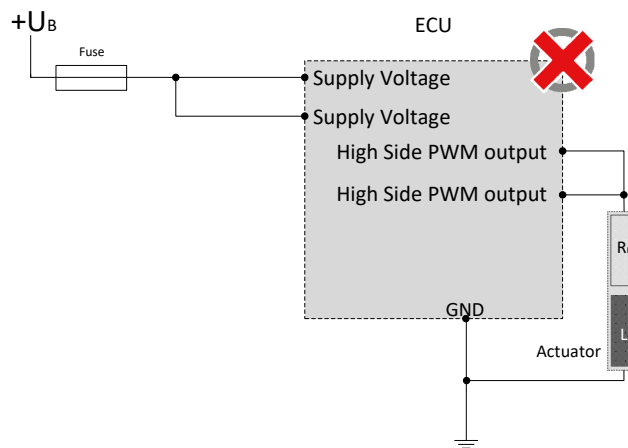 +UB
ECU
Fuse
Supply Voltage
Supply Voltage
High Side PWM output
High Side PWM output
GND
Actuator
L